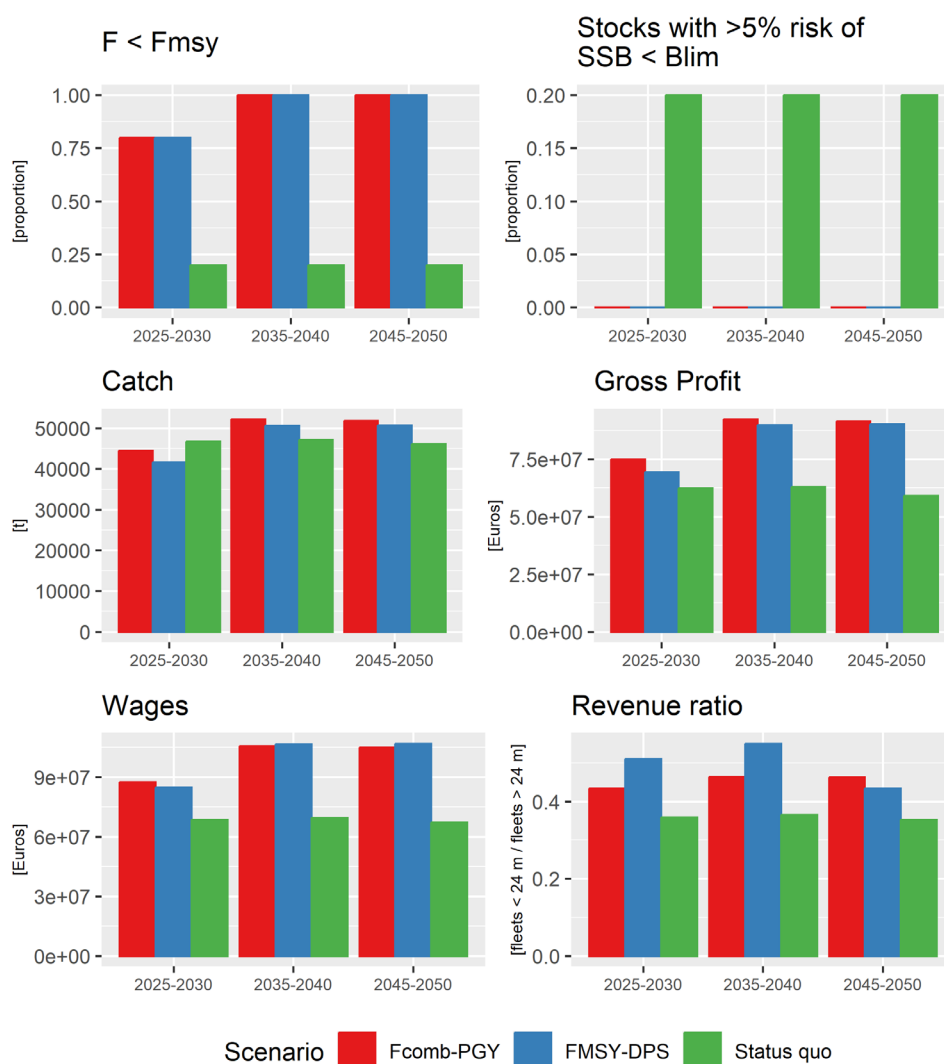 F < Fmsy
Stocks with >5% risk of
SSB < Blim
[proportion]
1.00
0.75
0.50
0.25
0.00
2025-2030 2035-2040 2045-2050
[proportion]
0.20
0.15
0.10
0.05
0.00
2025-2030 2035-2040 2045-2050
Catch
[t]
50000
40000
30000
20000
10000
0
2025-2030 2035-2040 2045-2050
Gross Profit
[Euros]
7.5e+07
5.0e+07
2.5e+07
0.0e+00
2025-2030 2035-2040 2045-2050
Wages
[Euros]
9e+07
6e+07
3e+07
0e+00
2025-2030 2035-2040 2045-2050
Revenue ratio
[fleets < 24 m / fleets > 24 m]
0.4
0.2
0.0
2025-2030 2035-2040 2045-2050
Scenario Fcomb-PGY FMSY-DPS Status quo